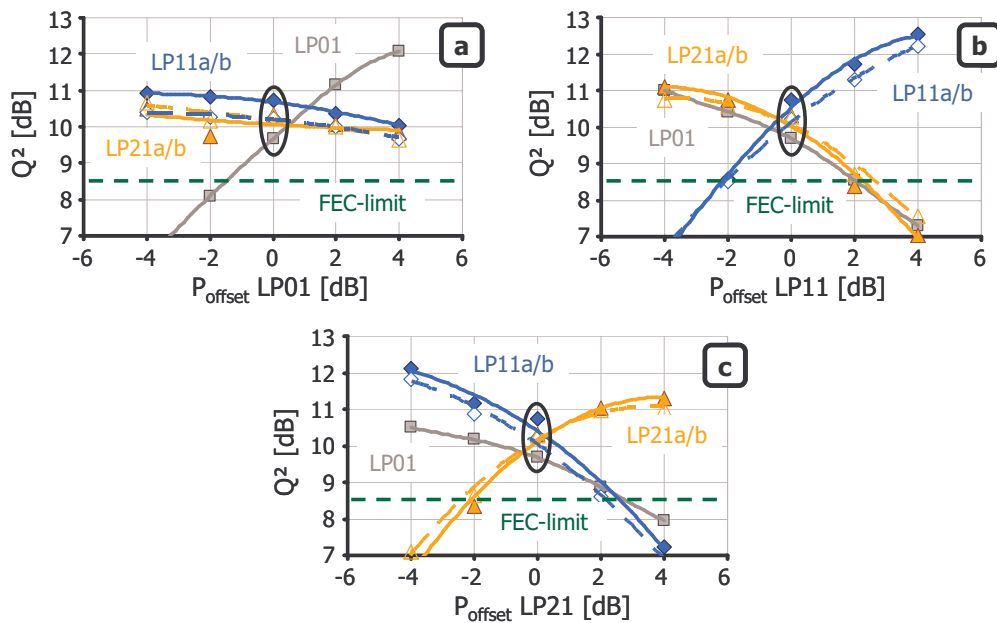 13
12
11
10
9
8
7
Q² [dB]
LP01
LP11a/b
LP21a/b
FEC-limit
a
-6 -4 -2 0 2 4 6
P_offset LP01 [dB]
13
12
11
10
9
8
7
Q² [dB]
LP21a/b
LP11a/b
LP01
FEC-limit
b
-6 -4 -2 0 2 4 6
P_offset LP11 [dB]
13
12
11
10
9
8
7
Q² [dB]
LP11a/b
LP21a/b
LP01
FEC-limit
c
-6 -4 -2 0 2 4 6
P_offset LP21 [dB]